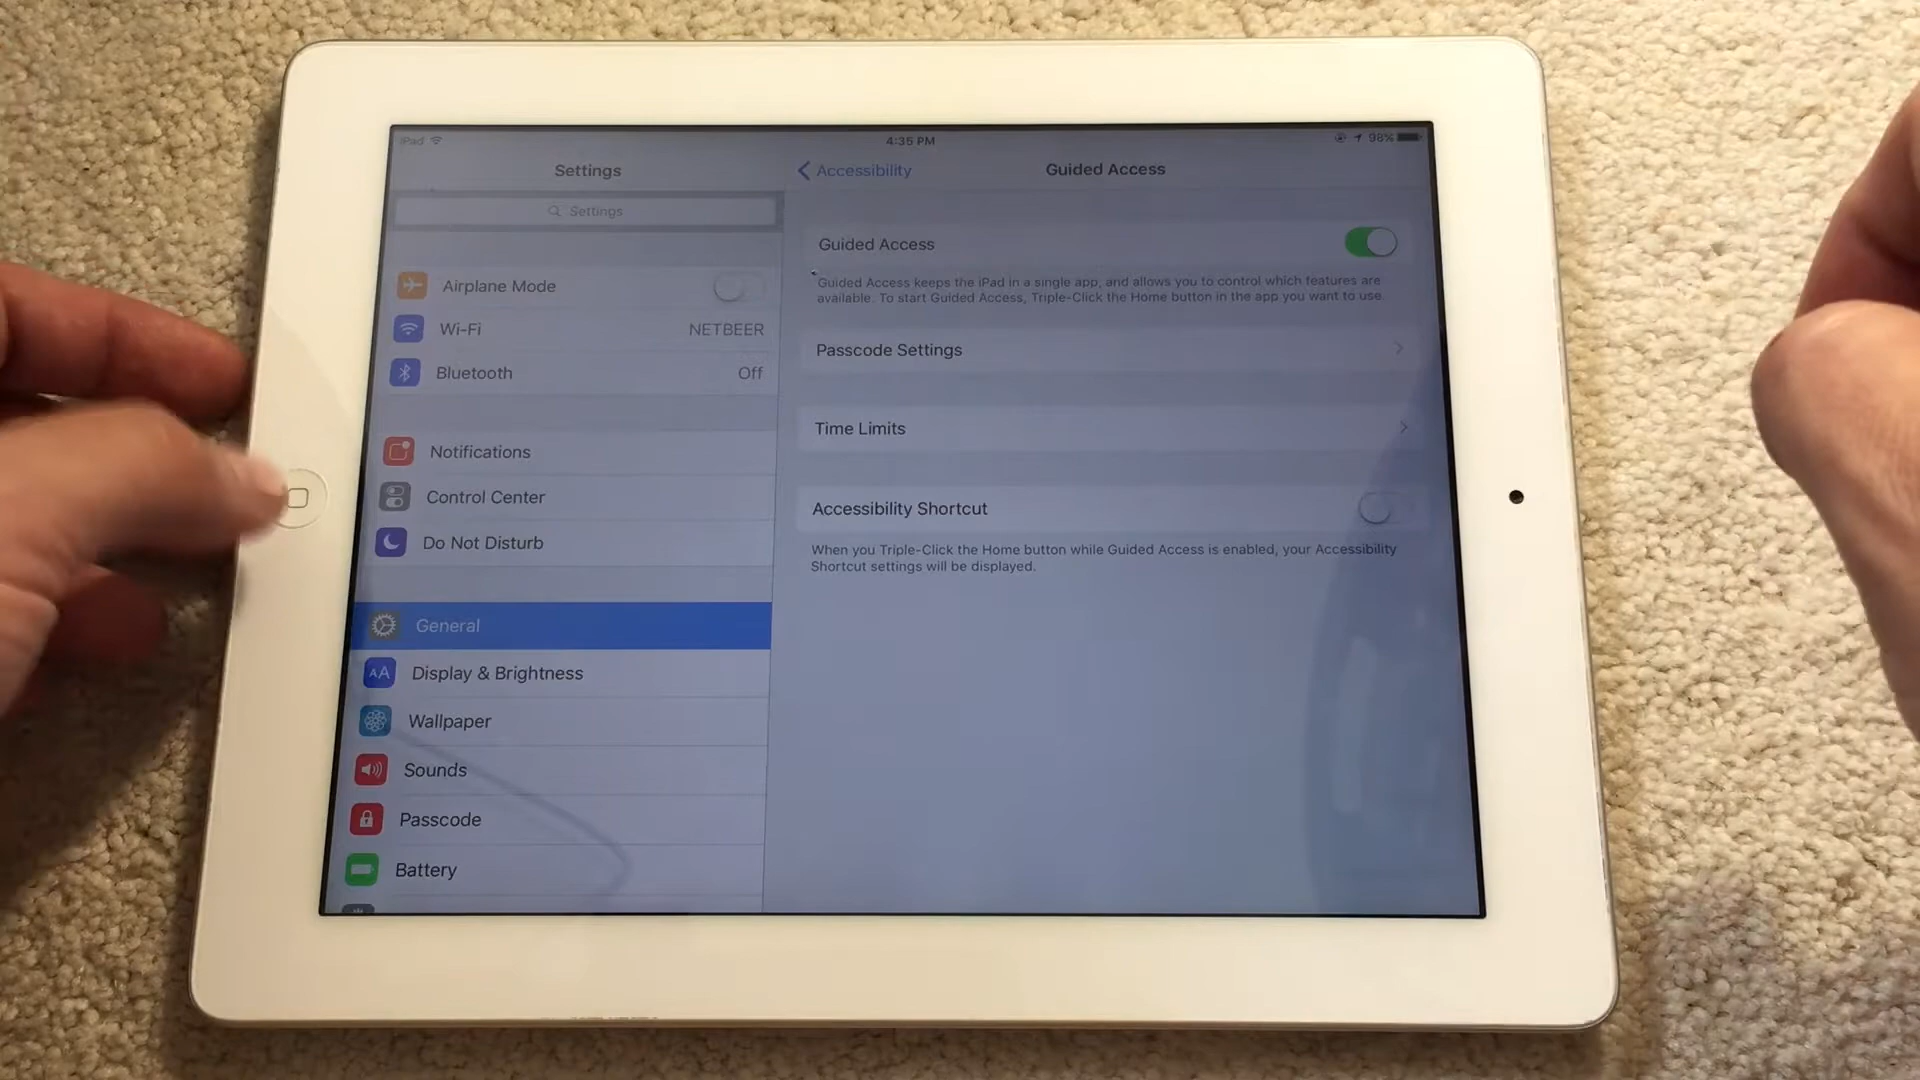 iPad
4:35 PM
98%
Settings
Settings
Airplane Mode
Wi-Fi
NETBEER
Bluetooth
Off
Notifications
Control Center
Do Not Disturb
General
AA
Display & Brightness
Wallpaper
Sounds
Passcode
Battery
Accessibility
Guided Access
Guided Access
Guided Access keeps the iPad in a single app, and allows you to control which features are
available. To start Guided Access, Triple-Click the Home button in the app you want to use.
Passcode Settings
Time Limits
Accessibility Shortcut
When you Triple-Click the Home button while Guided Access is enabled, your Accessibility
Shortcut settings will be displayed.